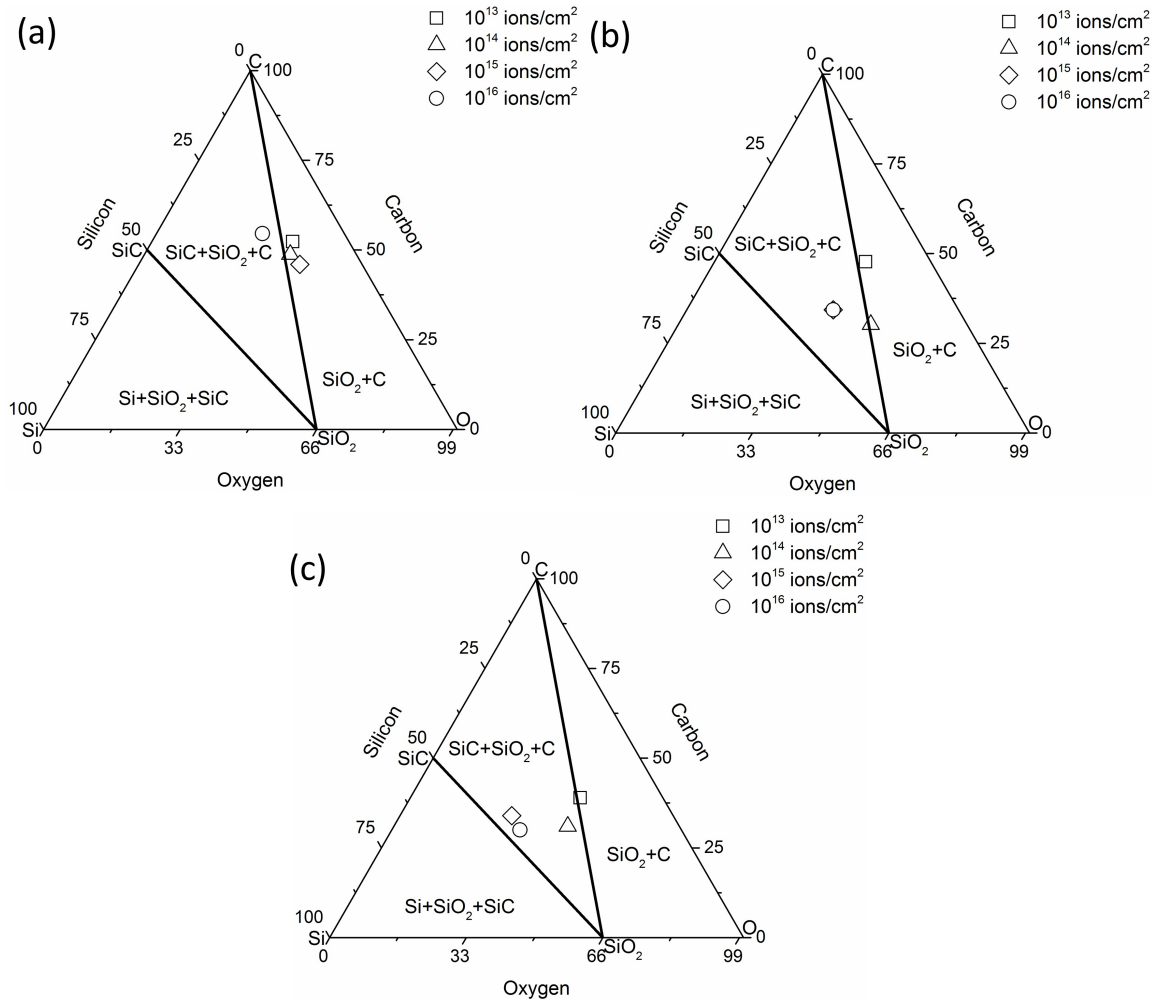 (a)
10¹³ ions/cm²
10¹⁴ ions/cm²
10¹⁵ ions/cm²
10¹⁶ ions/cm²
0
C
100
25
75
Silicon
Carbon
50
SiC
SiC+SiO₂+C
50
75
25
SiO₂+C
Si+SiO₂+SiC
100
Si
O
0
0
33
66
SiO₂
99
Oxygen
(b)
10¹³ ions/cm²
10¹⁴ ions/cm²
10¹⁵ ions/cm²
10¹⁶ ions/cm²
0
C
100
25
75
Silicon
Carbon
50
SiC
SiC+SiO₂+C
50
75
25
SiO₂+C
Si+SiO₂+SiC
100
Si
O
0
0
33
66
SiO₂
99
Oxygen
(c)
10¹³ ions/cm²
10¹⁴ ions/cm²
10¹⁵ ions/cm²
10¹⁶ ions/cm²
0
C
100
25
75
Silicon
Carbon
50
SiC
SiC+SiO₂+C
50
75
25
SiO₂+C
Si+SiO₂+SiC
100
Si
O
0
0
33
66
SiO₂
99
Oxygen